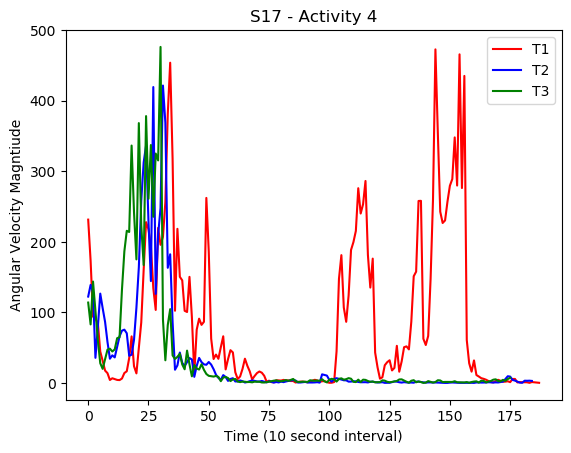 S17 - Activity 4
500
400
300
200
100
0
Angular Velocity Magntiude
T1
T2
T3
0 25 50 75 100 125 150 175
Time (10 second interval)